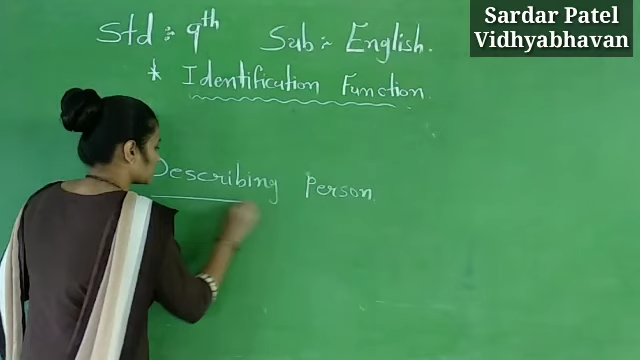 Sardar Patel
Vidhyabhavan
Std :- 9th Sub :- English.
* Identification Function.
Describing Person.